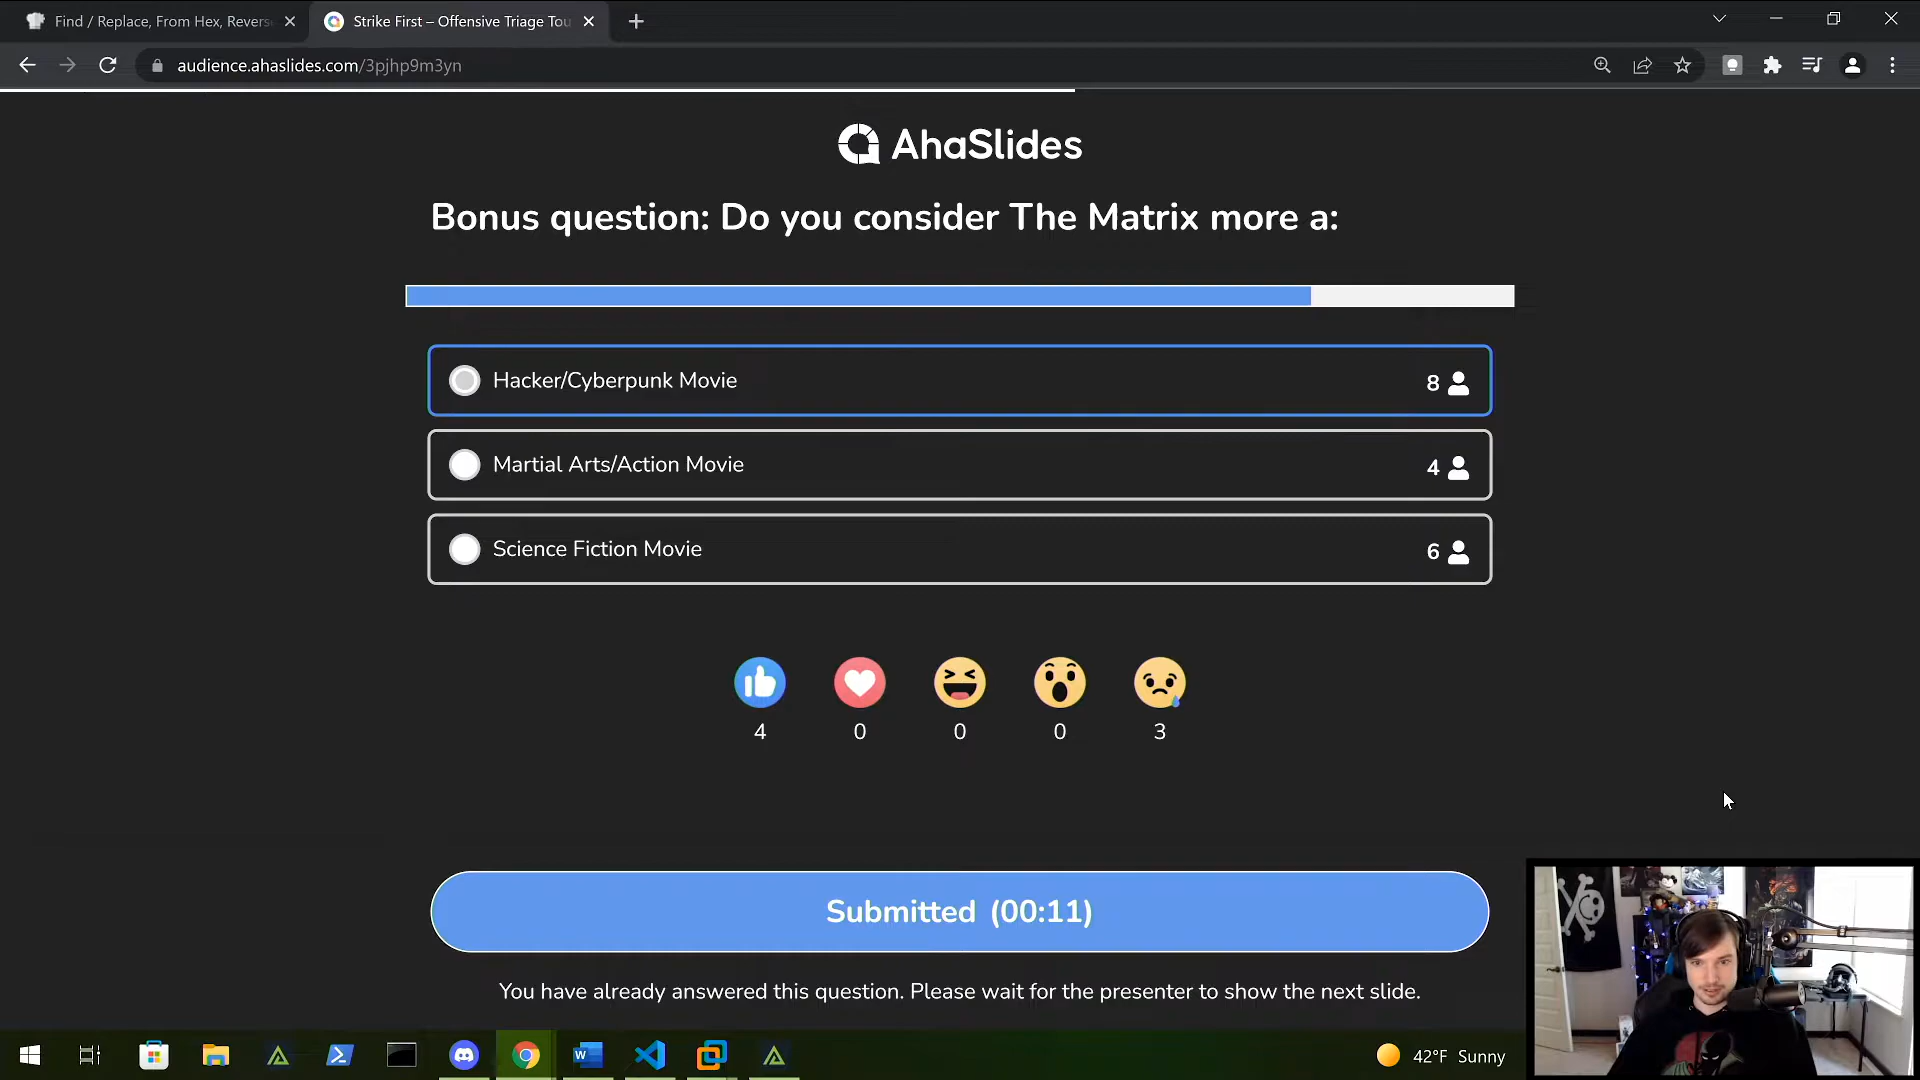 Find / Replace, From Hex, Revers
Strike First – Offensive Triage Tou
audience.ahaslides.com/3pjhp9m3yn
AhaSlides
Bonus question: Do you consider The Matrix more a:
Hacker/Cyberpunk Movie 8
Martial Arts/Action Movie 4
Science Fiction Movie 6
4 0 0 0 3
Submitted (00:11)
You have already answered this question. Please wait for the presenter to show the next slide.
42°F Sunny